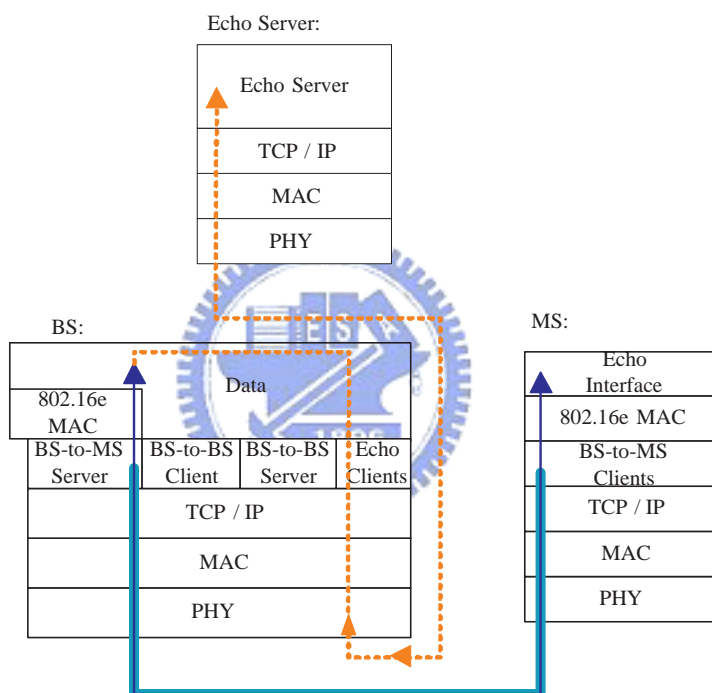 Echo Server:
Echo Server
TCP / IP
MAC
PHY
BS:
Data
802.16e
MAC
BS-to-MS
Server
BS-to-BS
Client
BS-to-BS
Server
Echo
Clients
TCP / IP
MAC
PHY
MS:
Echo
Interface
802.16e MAC
BS-to-MS
Clients
TCP / IP
MAC
PHY